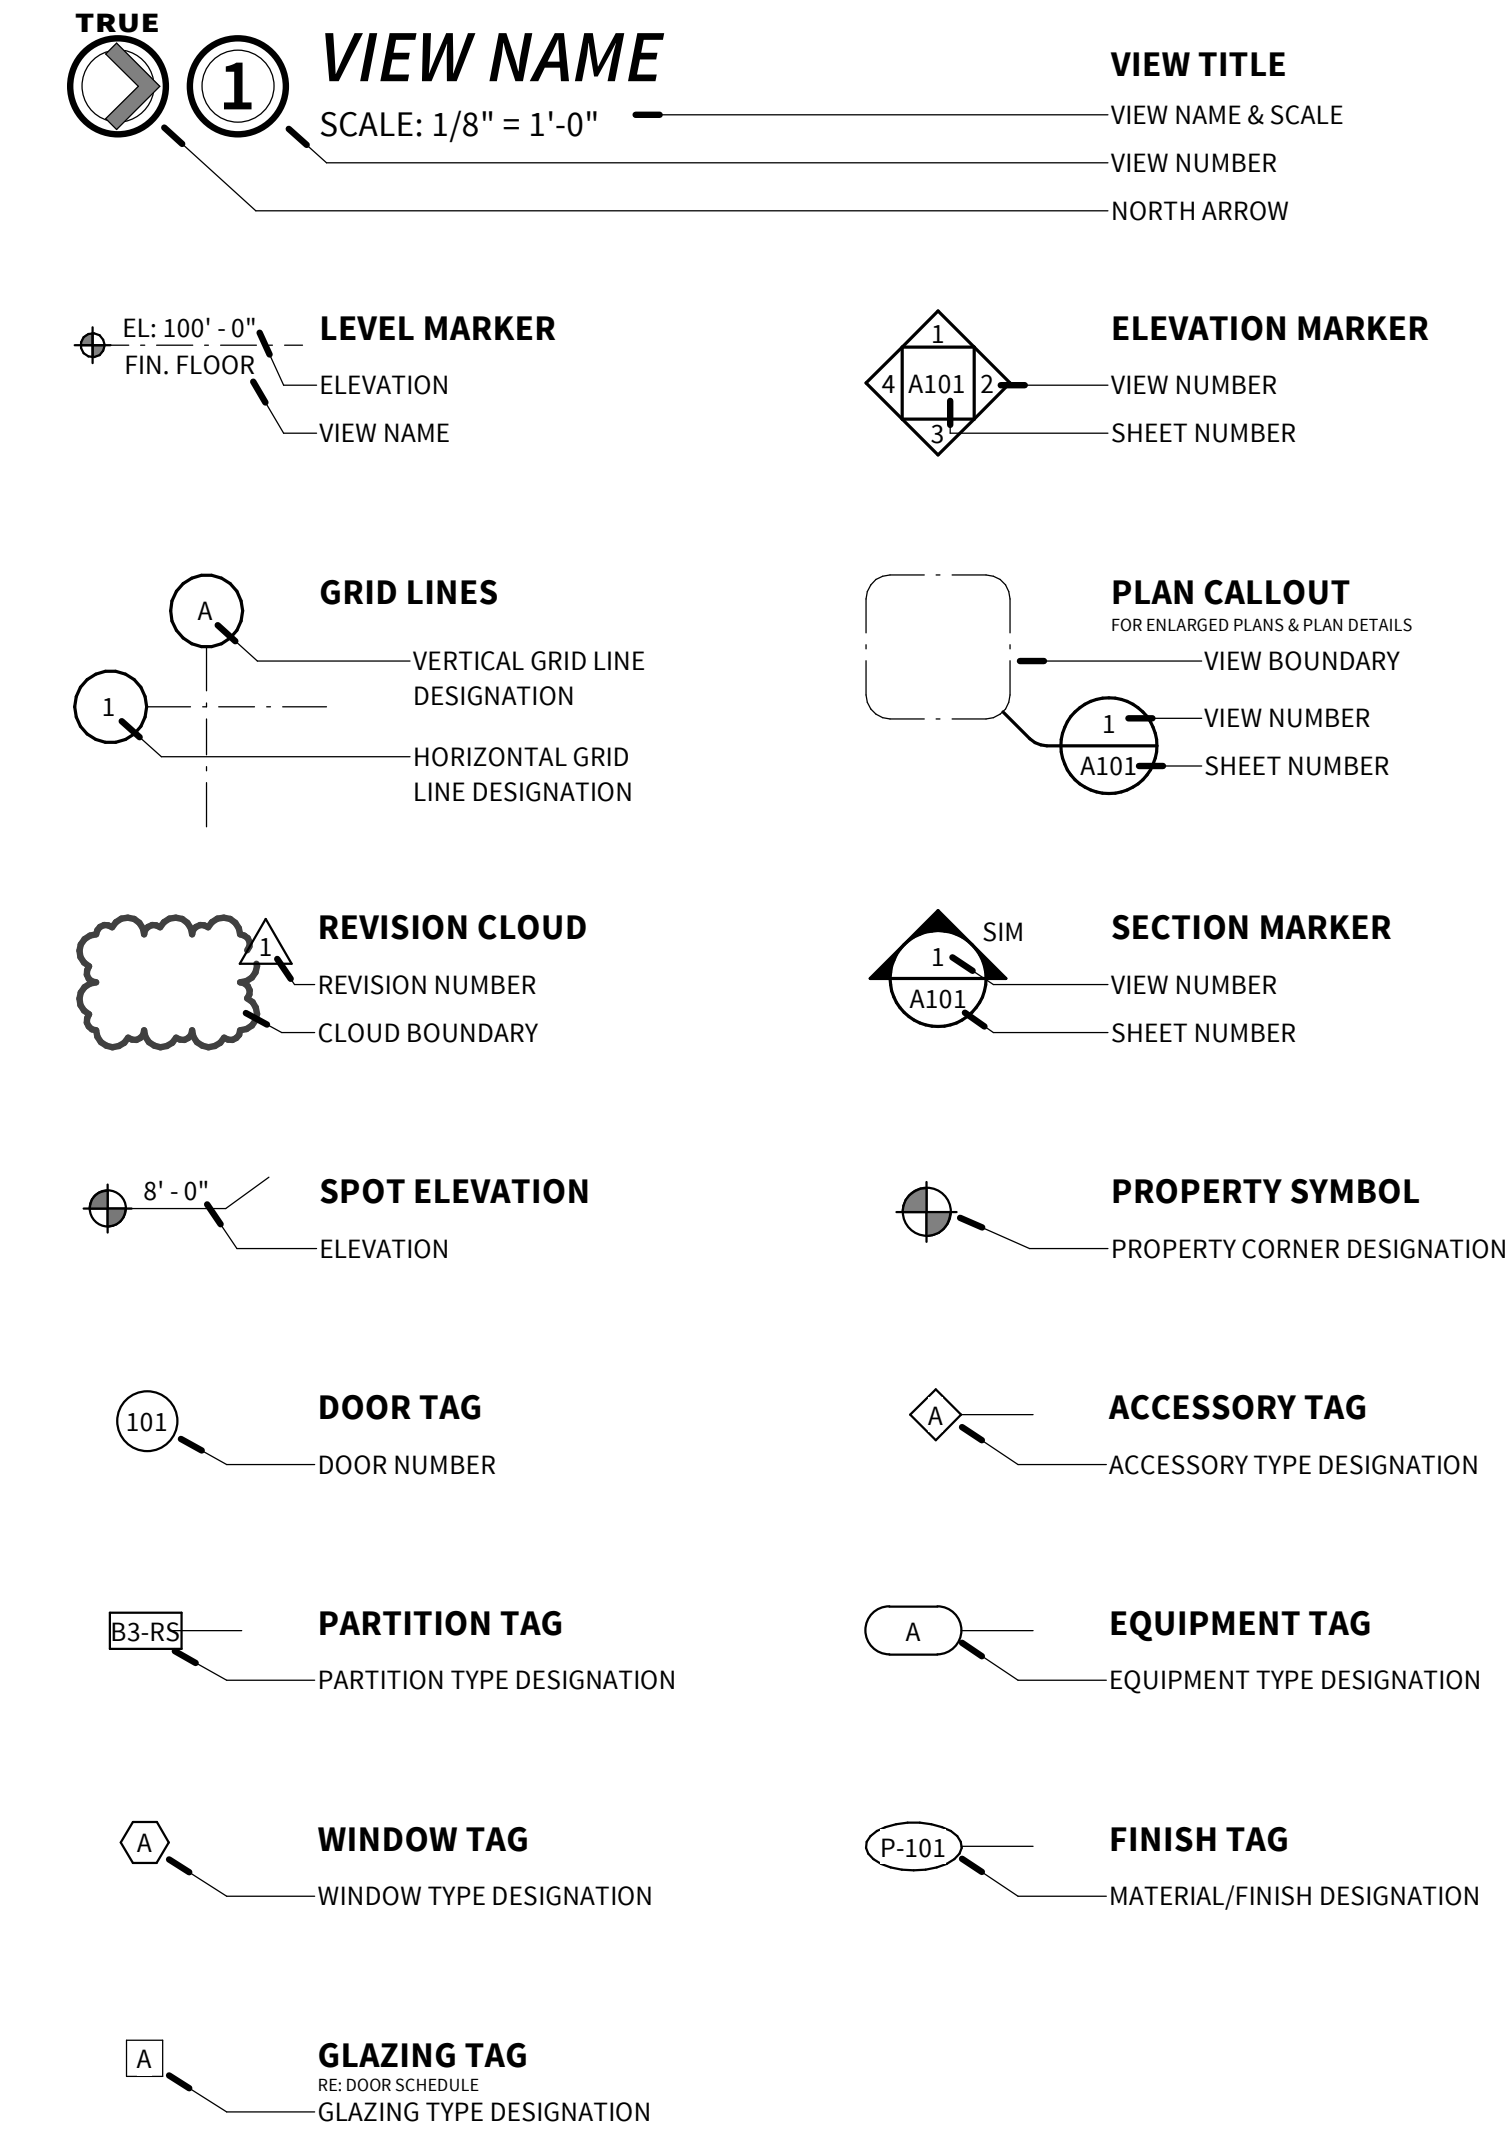 TRUE
1
VIEW NAME
SCALE: 1/8" = 1'-0"
VIEW TITLE
VIEW NAME & SCALE
VIEW NUMBER
NORTH ARROW
EL: 100' - 0"
FIN. FLOOR
LEVEL MARKER
ELEVATION
VIEW NAME
1
4 A101 2
3
ELEVATION MARKER
VIEW NUMBER
SHEET NUMBER
A
1
GRID LINES
VERTICAL GRID LINE
DESIGNATION
HORIZONTAL GRID
LINE DESIGNATION
PLAN CALLOUT
FOR ENLARGED PLANS & PLAN DETAILS
VIEW BOUNDARY
1
VIEW NUMBER
A101
SHEET NUMBER
1
REVISION CLOUD
REVISION NUMBER
CLOUD BOUNDARY
SIM
1
A101
SECTION MARKER
VIEW NUMBER
SHEET NUMBER
8' - 0"
SPOT ELEVATION
ELEVATION
PROPERTY SYMBOL
PROPERTY CORNER DESIGNATION
101
DOOR TAG
DOOR NUMBER
A
ACCESSORY TAG
ACCESSORY TYPE DESIGNATION
B3-RS
PARTITION TAG
PARTITION TYPE DESIGNATION
A
EQUIPMENT TAG
EQUIPMENT TYPE DESIGNATION
A
WINDOW TAG
WINDOW TYPE DESIGNATION
P-101
FINISH TAG
MATERIAL/FINISH DESIGNATION
A
GLAZING TAG
RE: DOOR SCHEDULE
GLAZING TYPE DESIGNATION